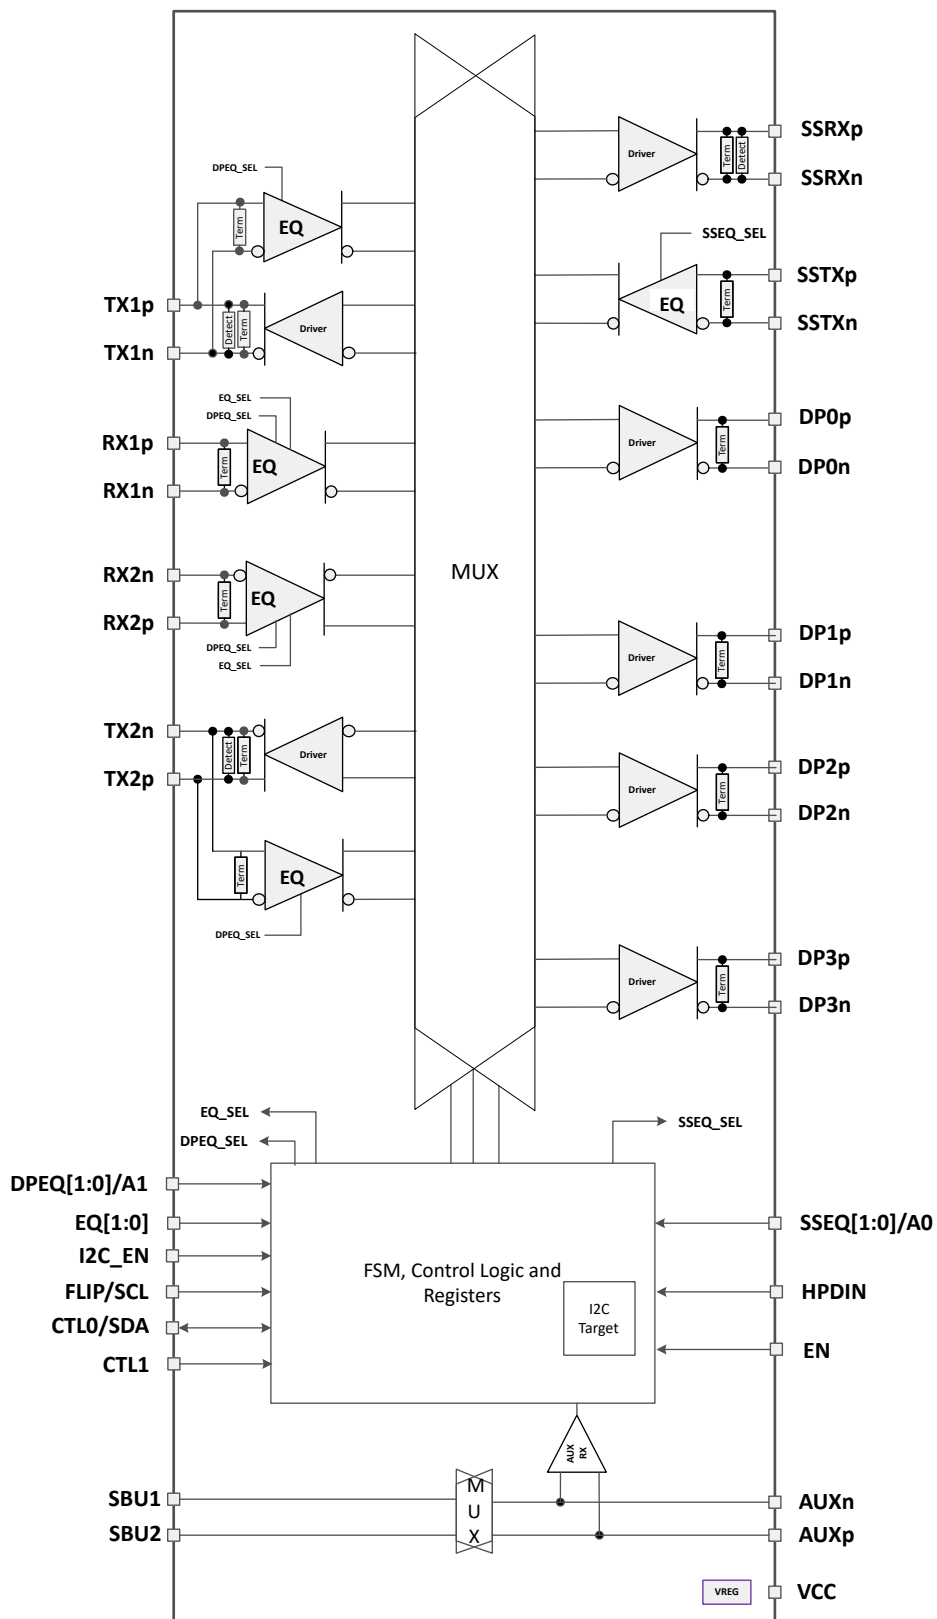 SSRXp
Driver
Term
Detect
SSRXn
DPEQ_SEL
EQ
Term
SSEQ_SEL
SSTXp
EQ
Term
SSTXn
TX1p
Detect
Term
Driver
TX1n
EQ_SEL
DPEQ_SEL
RX1p
Term
EQ
RX1n
DP0p
Driver
Term
DP0n
MUX
RX2n
Term
EQ
RX2p
DPEQ_SEL
EQ_SEL
DP1p
Driver
Term
DP1n
TX2n
Detect
Term
Driver
TX2p
DP2p
Driver
Term
DP2n
Term
EQ
DPEQ_SEL
DP3p
Driver
Term
DP3n
EQ_SEL
DPEQ_SEL
SSEQ_SEL
DPEQ[1:0]/A1
EQ[1:0]
I2C_EN
FLIP/SCL
CTL0/SDA
CTL1
FSM, Control Logic and
Registers
I2C
Target
SSEQ[1:0]/A0
HPDIN
EN
AUX
RX
SBU1
SBU2
M
U
X
AUXn
AUXp
VREG
VCC